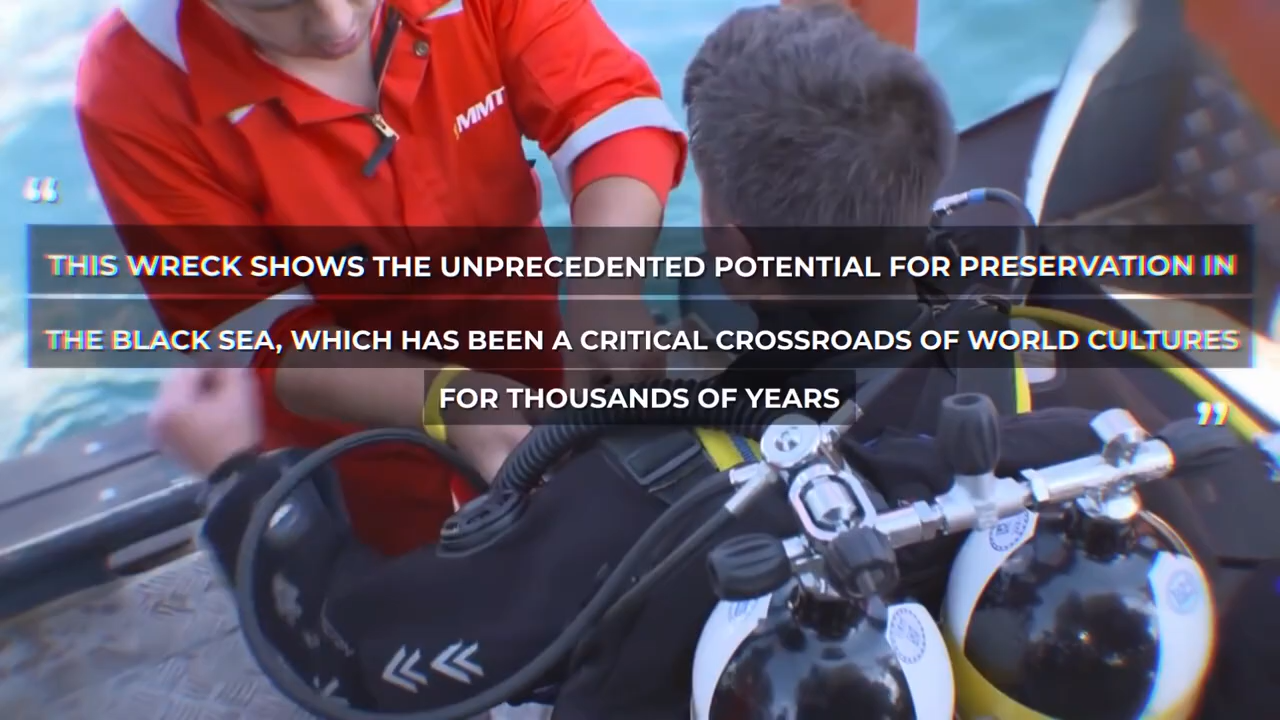 MMT
“
THIS WRECK SHOWS THE UNPRECEDENTED POTENTIAL FOR PRESERVATION IN
THE BLACK SEA, WHICH HAS BEEN A CRITICAL CROSSROADS OF WORLD CULTURES
FOR THOUSANDS OF YEARS
”